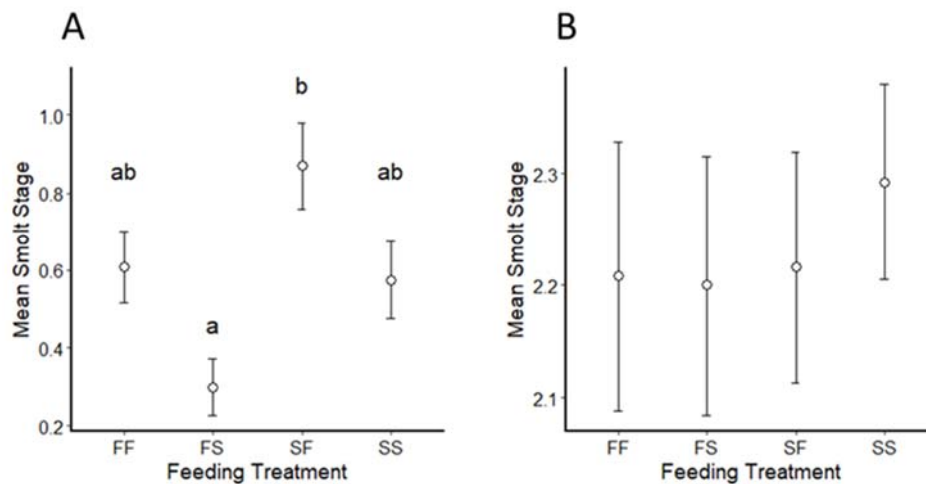 A
Mean Smolt Stage
1.0
0.8
0.6
0.4
0.2
ab
a
b
ab
FF FS SF SS
Feeding Treatment
B
Mean Smolt Stage
2.3
2.2
2.1
FF FS SF SS
Feeding Treatment